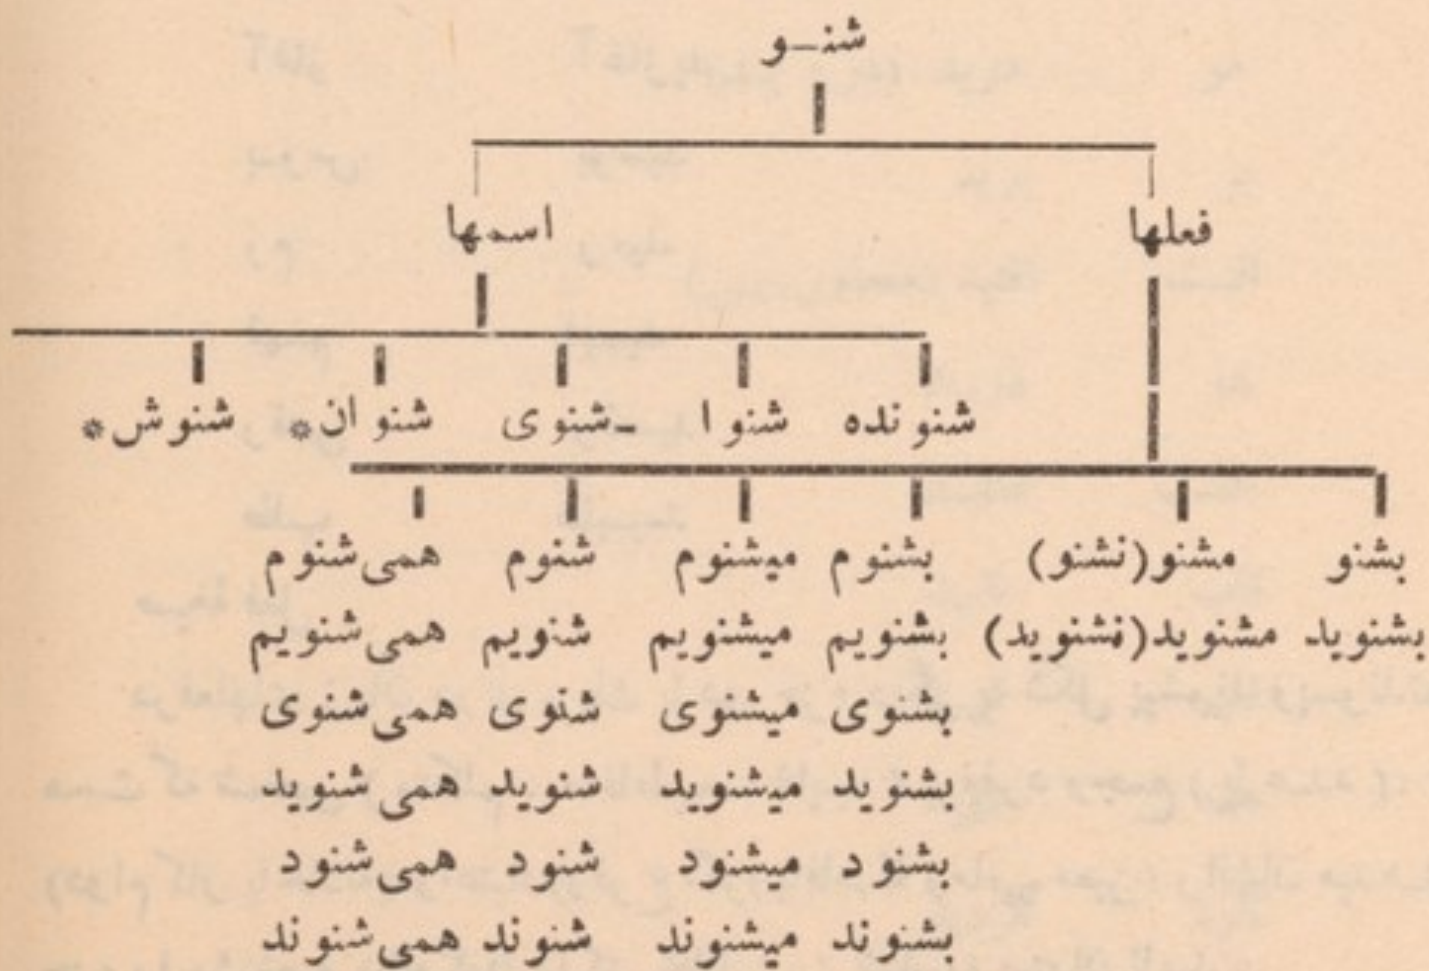 شنـو
فعلها اسمها
شنونده شنوا ـشنوی شنوان* شنوش*
بشنو مشنو(نشنو) بشنوم میشنوم شنوم همی‌شنوم
بشنوید مشنوید(نشنوید) بشنویم میشنویم شنویم همی‌شنویم
بشنوی میشنوی شنوی همی‌شنوی
بشنوید میشنوید شنوید همی‌شنوید
بشنود میشنود شنود همی‌شنود
بشنوند میشنوند شنوند همی‌شنوند